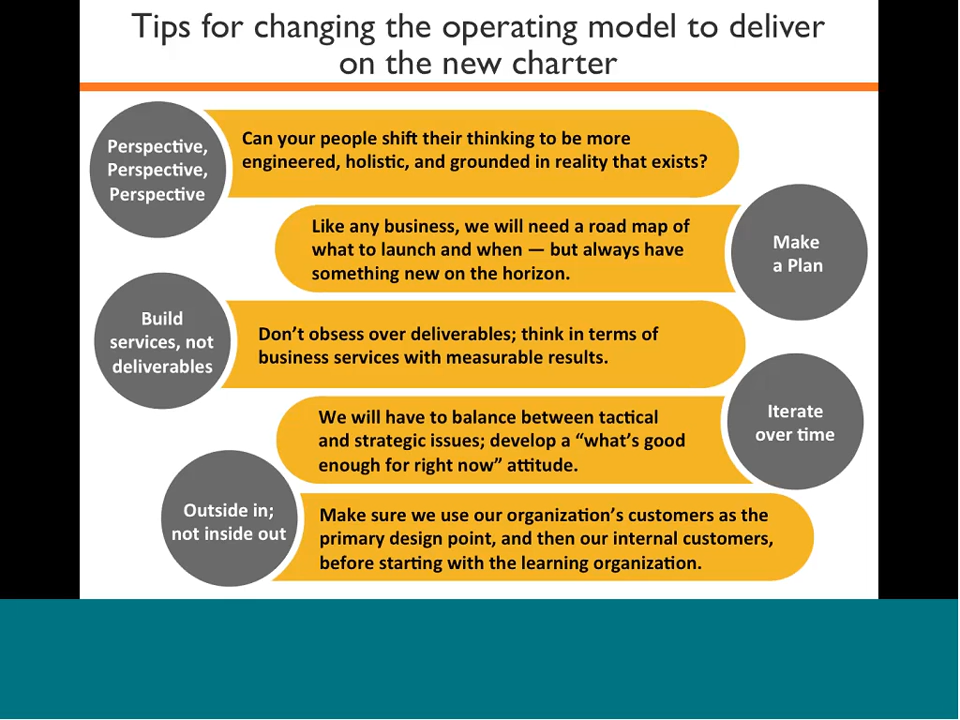 Tips for changing the operating model to deliver
on the new charter
Perspective,
Perspective,
Perspective
Can your people shift their thinking to be more
engineered, holistic, and grounded in reality that exists?
Like any business, we will need a road map of
what to launch and when — but always have
something new on the horizon.
Make
a Plan
Build
services, not
deliverables
Don’t obsess over deliverables; think in terms of
business services with measurable results.
We will have to balance between tactical
and strategic issues; develop a “what’s good
enough for right now” attitude.
Iterate
over time
Outside in;
not inside out
Make sure we use our organization’s customers as the
primary design point, and then our internal customers,
before starting with the learning organization.